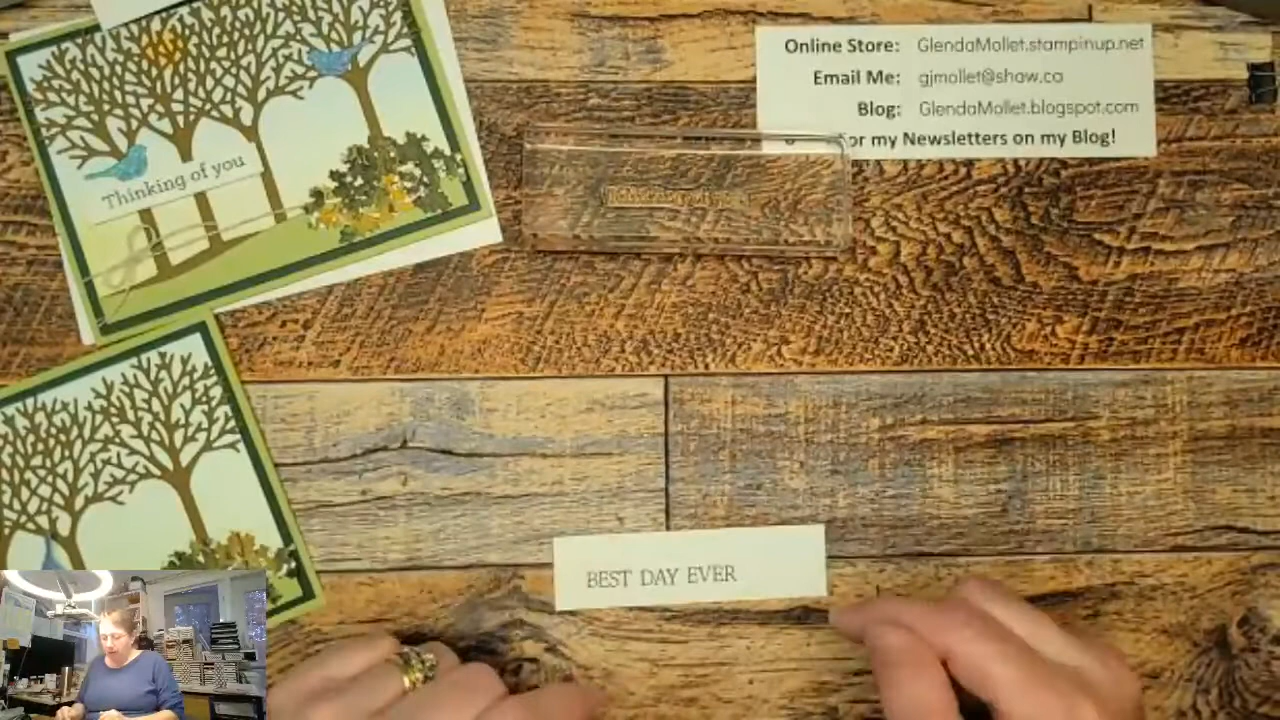 Online Store: GlendaMollet.stampinup.net
Email Me: gjmollet@shaw.ca
Blog: GlendaMollet.blogspot.com
or my Newsletters on my Blog!
Thinking of you
BEST DAY EVER